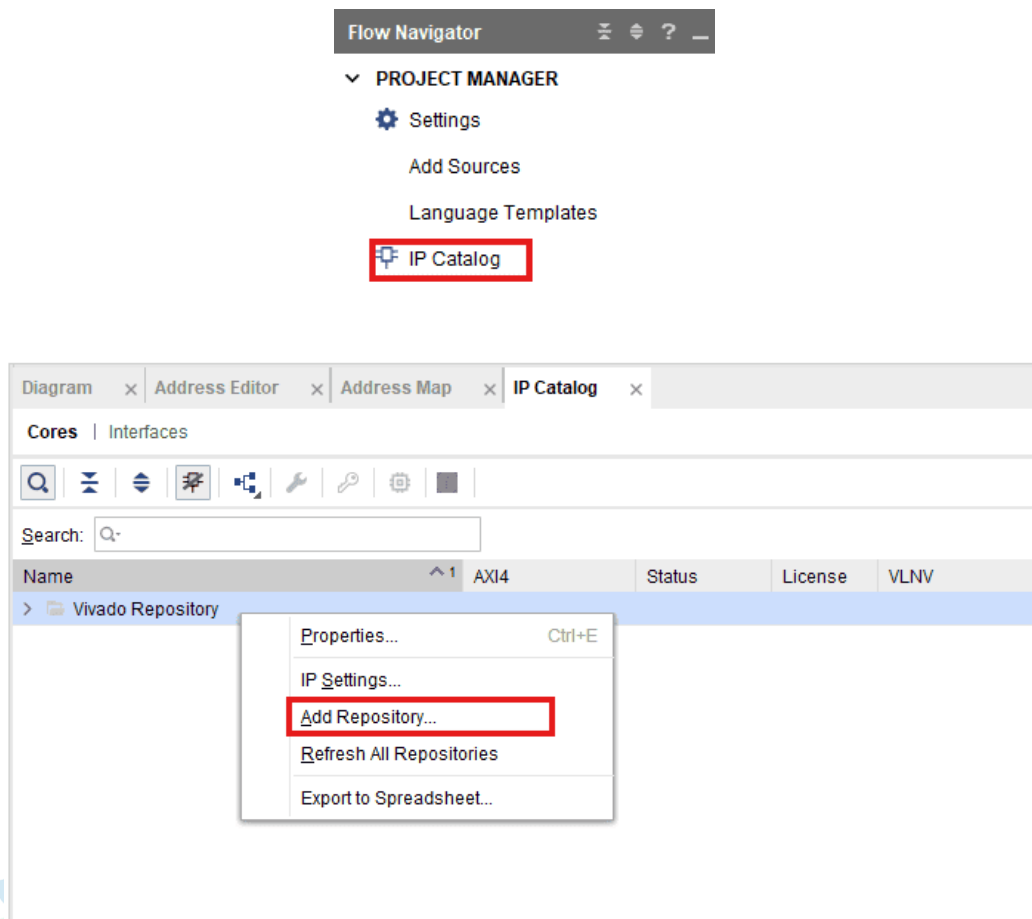 Flow Navigator ?
PROJECT MANAGER
Settings
Add Sources
Language Templates
IP Catalog
Diagram Address Editor Address Map IP Catalog
Cores | Interfaces
Search:
Name 1 AXI4 Status License VLNV
Vivado Repository
Properties... Ctrl+E
IP Settings...
Add Repository...
Refresh All Repositories
Export to Spreadsheet...